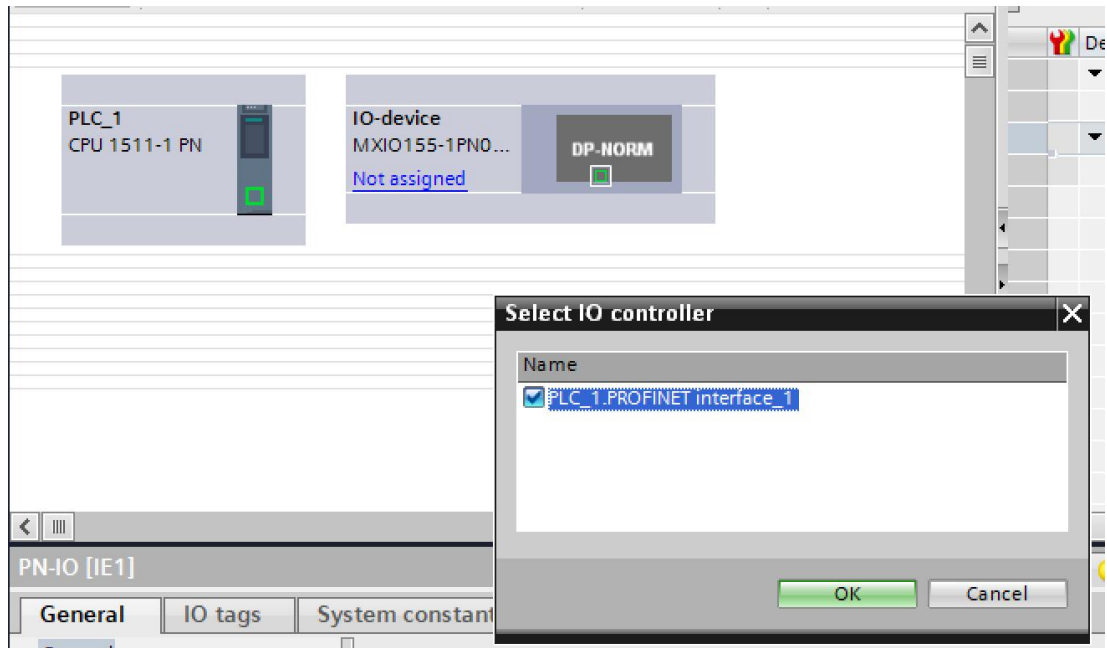 De
PLC_1
CPU 1511-1 PN
IO-device
MXIO155-1PN0...
Not assigned
DP-NORM
Select IO controller
Name
PLC_1.PROFINET interface_1
OK
Cancel
PN-IO [IE1]
General
IO tags
System constant